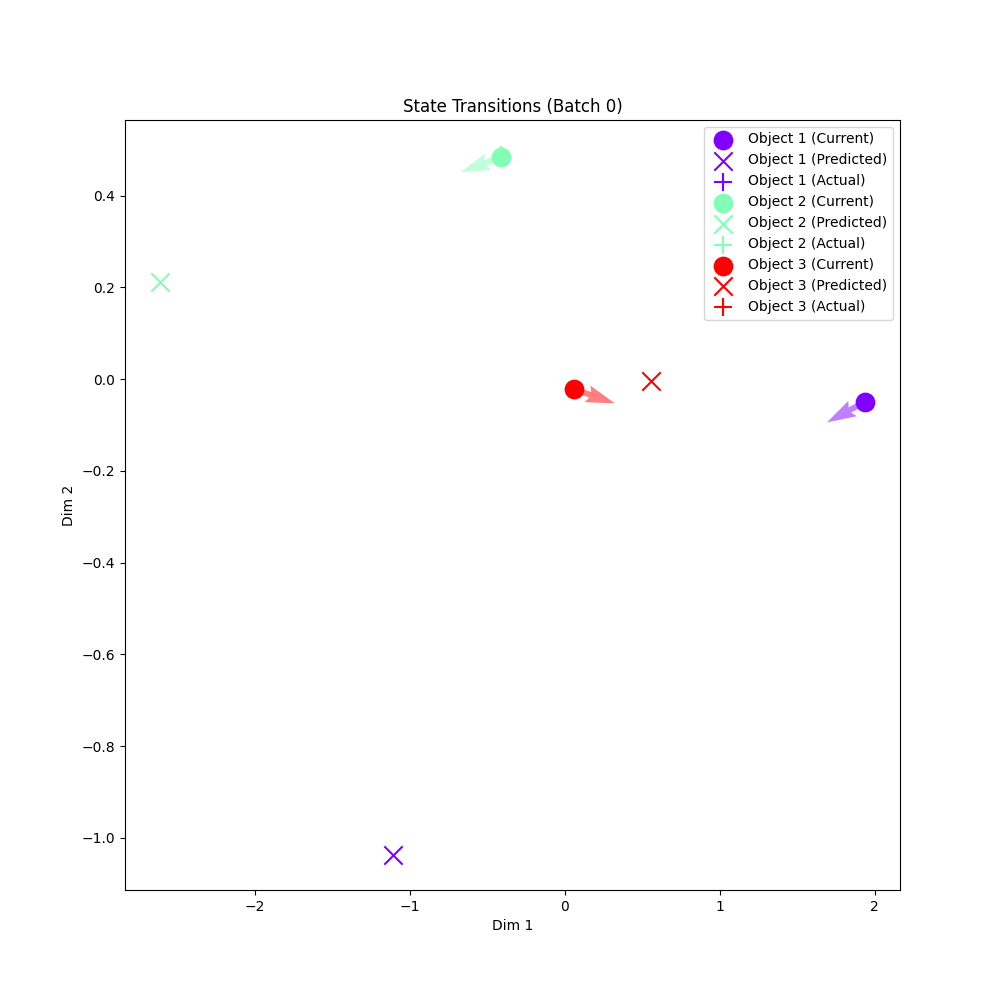 State Transitions (Batch 0)
Object 1 (Current)
Object 1 (Predicted)
Object 1 (Actual)
Object 2 (Current)
Object 2 (Predicted)
Object 2 (Actual)
Object 3 (Current)
Object 3 (Predicted)
Object 3 (Actual)
0.4
0.2
0.0
−0.2
−0.4
−0.6
−0.8
−1.0
Dim 2
−2 −1 0 1 2
Dim 1